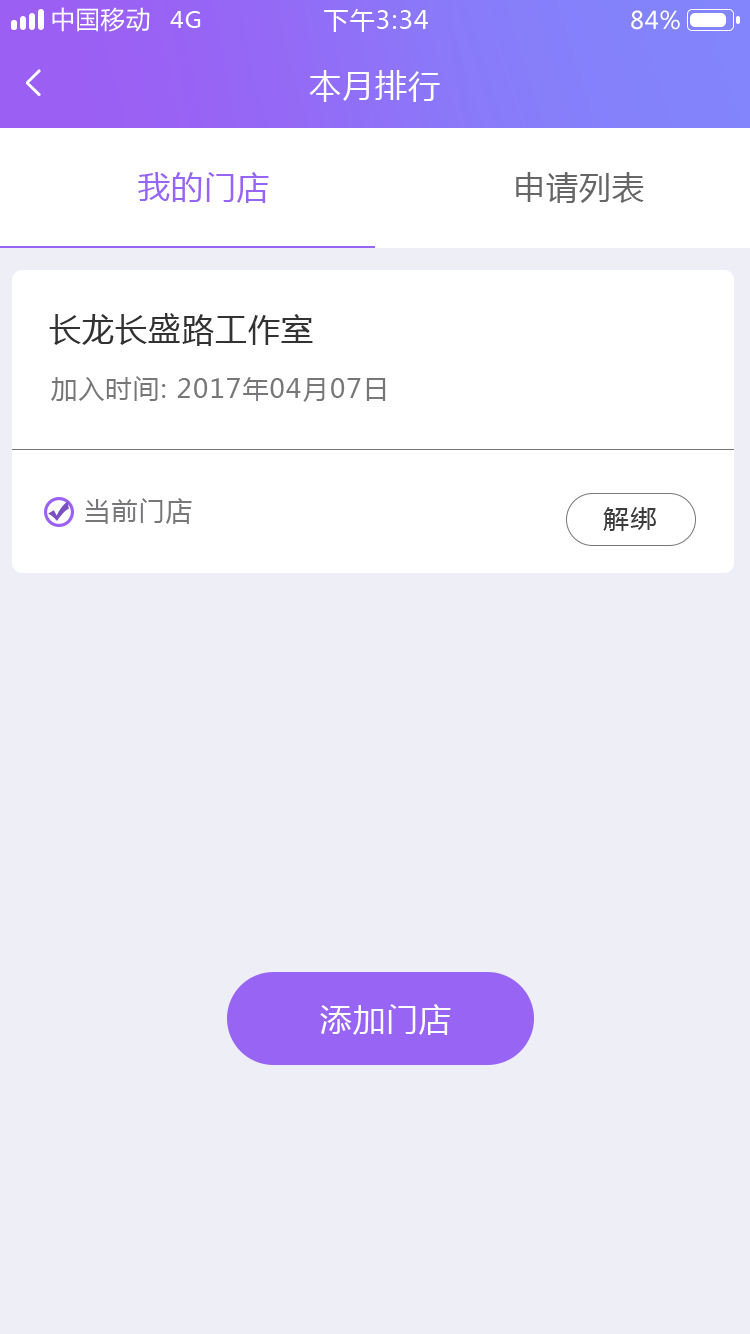 中国移动 4G 下午3:34 84%
本月排行
我的门店 申请列表
长龙长盛路工作室
加入时间: 2017年04月07日
当前门店 解绑
添加门店